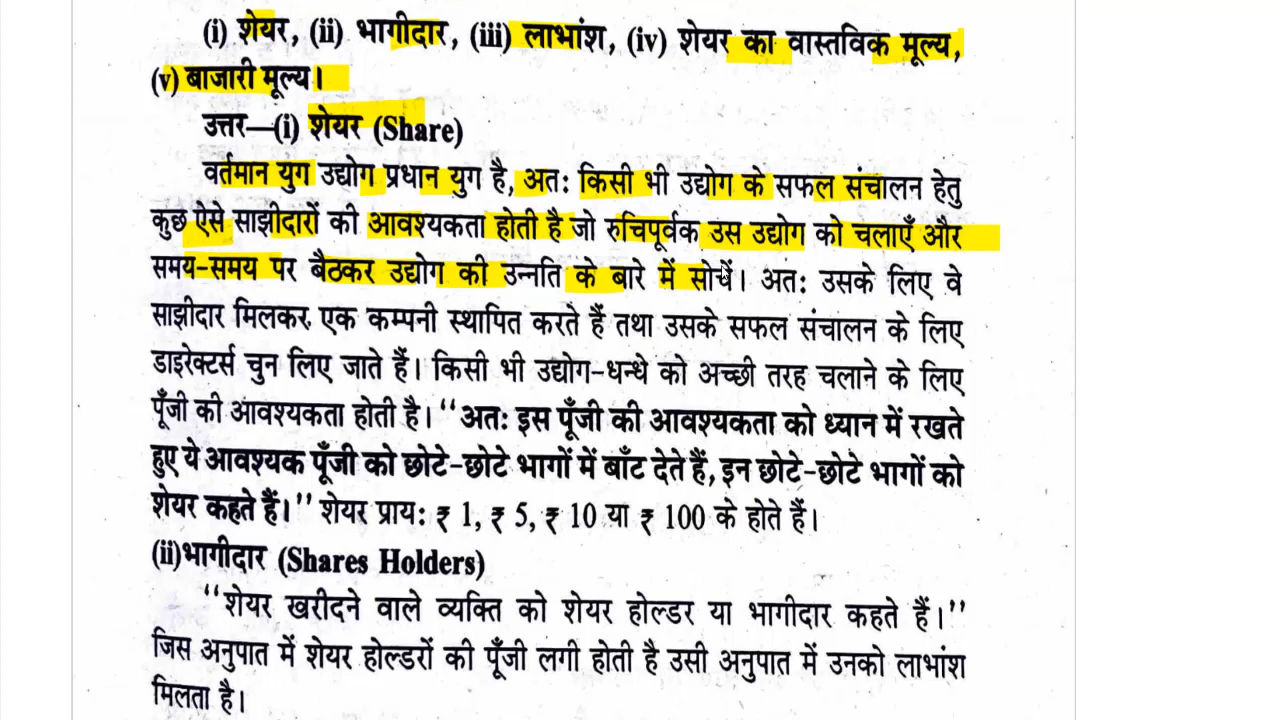 (i) शेयर, (ii) भागीदार, (iii) लाभांश, (iv) शेयर का वास्तविक मूल्य,
(v) बाजारी मूल्य।
उत्तर—(i) शेयर (Share)
वर्तमान युग उद्योग प्रधान युग है, अतः किसी भी उद्योग के सफल संचालन हेतु
कुछ ऐसे साझीदारों की आवश्यकता होती है जो रुचिपूर्वक उस उद्योग को चलाएँ और
समय-समय पर बैठकर उद्योग की उन्नति के बारे में सोचें। अतः उसके लिए वे
साझीदार मिलकर एक कम्पनी स्थापित करते हैं तथा उसके सफल संचालन के लिए
डाइरेक्टर्स चुन लिए जाते हैं। किसी भी उद्योग-धन्धे को अच्छी तरह चलाने के लिए
पूँजी की आवश्यकता होती है। “अतः इस पूँजी की आवश्यकता को ध्यान में रखते
हुए ये आवश्यक पूँजी को छोटे-छोटे भागों में बाँट देते हैं, इन छोटे-छोटे भागों को
शेयर कहते हैं।” शेयर प्रायः ₹ 1, ₹ 5, ₹ 10 या ₹ 100 के होते हैं।
(ii)भागीदार (Shares Holders)
“शेयर खरीदने वाले व्यक्ति को शेयर होल्डर या भागीदार कहते हैं।”
जिस अनुपात में शेयर होल्डरों की पूँजी लगी होती है उसी अनुपात में उनको लाभांश
मिलता है।